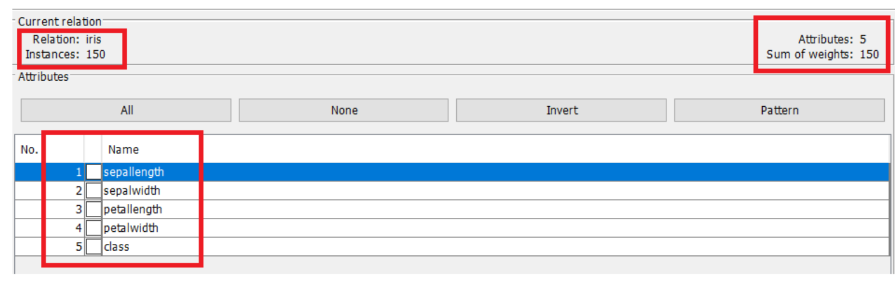 Current relation
Relation: iris
Attributes: 5
Instances: 150
Sum of weights: 150
Attributes
All None Invert Pattern
No. Name
1 sepallength
2 sepalwidth
3 petallength
4 petalwidth
5 class